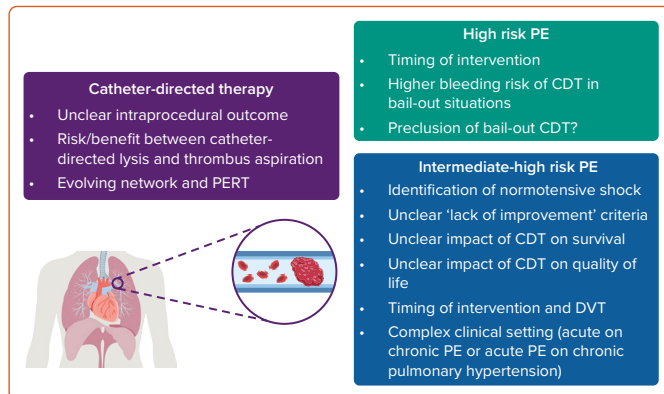 Catheter-directed therapy
• Unclear intraprocedural outcome
• Risk/benefit between catheter-
directed lysis and thrombus aspiration
• Evolving network and PERT
High risk PE
• Timing of intervention
• Higher bleeding risk of CDT in
bail-out situations
• Preclusion of bail-out CDT?
Intermediate-high risk PE
• Identification of normotensive shock
• Unclear ‘lack of improvement’ criteria
• Unclear impact of CDT on survival
• Unclear impact of CDT on quality of
life
• Timing of intervention and DVT
• Complex clinical setting (acute on
chronic PE or acute PE on chronic
pulmonary hypertension)